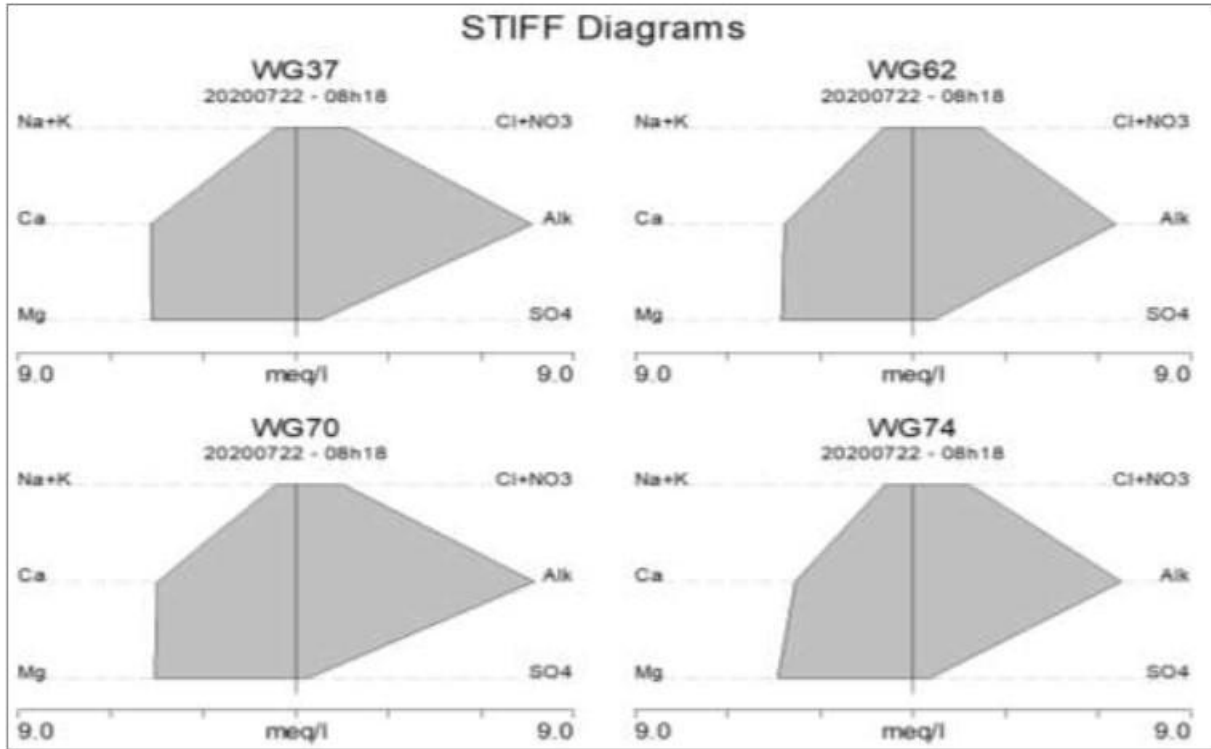 STIFF Diagrams
WG37
20200722 - 08h18
Na+K Cl+NO3
Ca Alk
Mg SO4
9.0 meq/l 9.0
WG62
20200722 - 08h18
Na+K Cl+NO3
Ca Alk
Mg SO4
9.0 meq/l 9.0
WG70
20200722 - 08h18
Na+K Cl+NO3
Ca Alk
Mg SO4
9.0 meq/l 9.0
WG74
20200722 - 08h18
Na+K Cl+NO3
Ca Alk
Mg SO4
9.0 meq/l 9.0